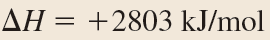 ΔH = +2803 kJ/mol